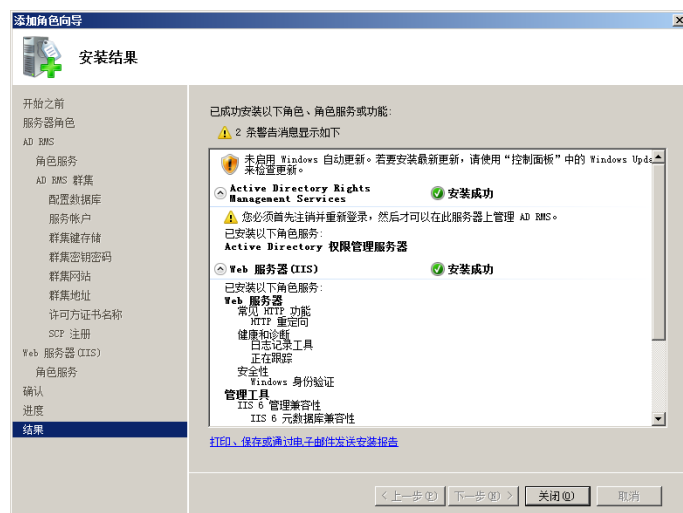 添加角色向导
安装结果
开始之前
服务器角色
AD RMS
角色服务
AD RMS 群集
配置数据库
服务帐户
群集键存储
群集密钥密码
群集网站
群集地址
许可方证书名称
SCP 注册
Web 服务器(IIS)
角色服务
确认
进度
结果
已成功安装以下角色、角色服务或功能:
2 条警告消息显示如下
未启用 Windows 自动更新。若要安装最新更新，请使用“控制面板”中的 Windows Upda
来检查更新。
Active Directory Rights
Management Services
安装成功
您必须首先注销并重新登录，然后才可以在此服务器上管理 AD RMS。
已安装以下角色服务:
Active Directory 权限管理服务器
Web 服务器(IIS)
安装成功
已安装以下角色服务:
Web 服务器
常见 HTTP 功能
HTTP 重定向
健康和诊断
日志记录工具
正在跟踪
安全性
Windows 身份验证
管理工具
IIS 6 管理兼容性
IIS 6 元数据库兼容性
打印、保存或通过电子邮件发送安装报告
< 上一步(P)
下一步(N) >
关闭(O)
取消